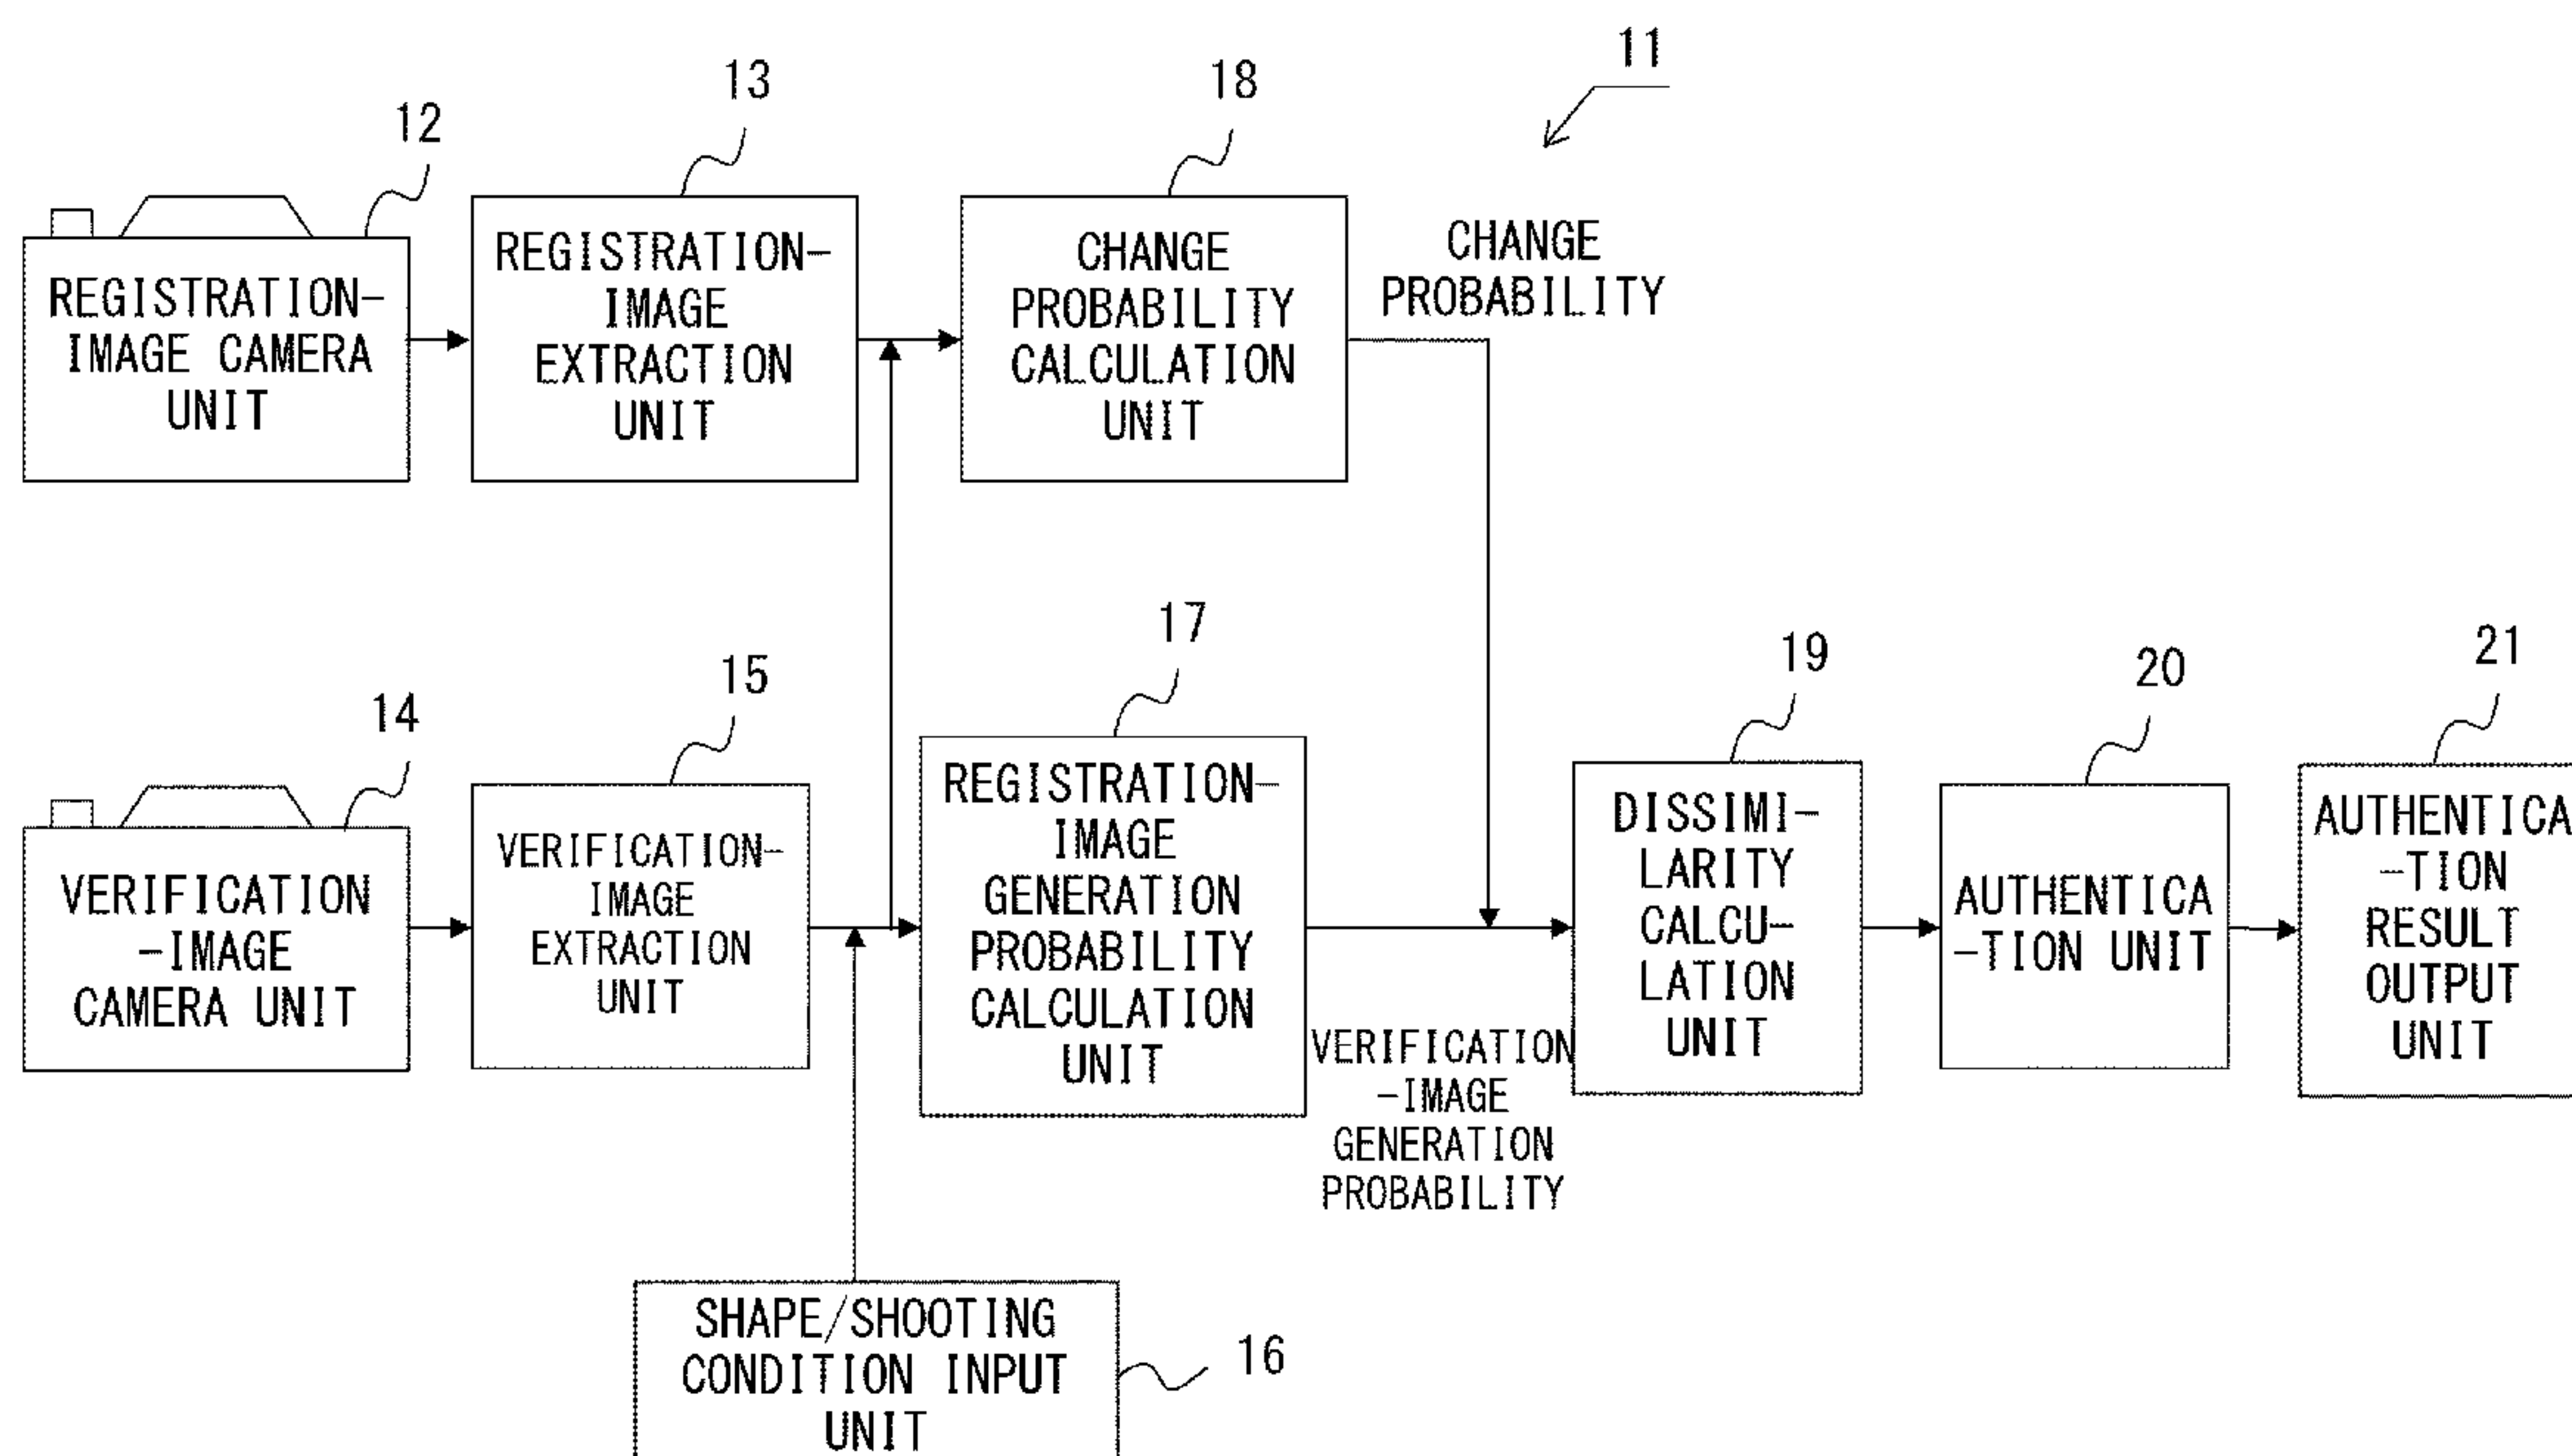 11
12
REGISTRATION-
IMAGE CAMERA
UNIT
13
REGISTRATION-
IMAGE
EXTRACTION
UNIT
18
CHANGE
PROBABILITY
CALCULATION
UNIT
CHANGE
PROBABILITY
14
VERIFICATION
-IMAGE
CAMERA UNIT
15
VERIFICATION-
IMAGE
EXTRACTION
UNIT
17
REGISTRATION-
IMAGE
GENERATION
PROBABILITY
CALCULATION
UNIT
VERIFICATION
-IMAGE
GENERATION
PROBABILITY
19
DISSIMI-
LARITY
CALCU-
LATION
UNIT
20
AUTHENTICA
-TION UNIT
21
AUTHENTICA
-TION
RESULT
OUTPUT
UNIT
SHAPE/SHOOTING
CONDITION INPUT
UNIT
16